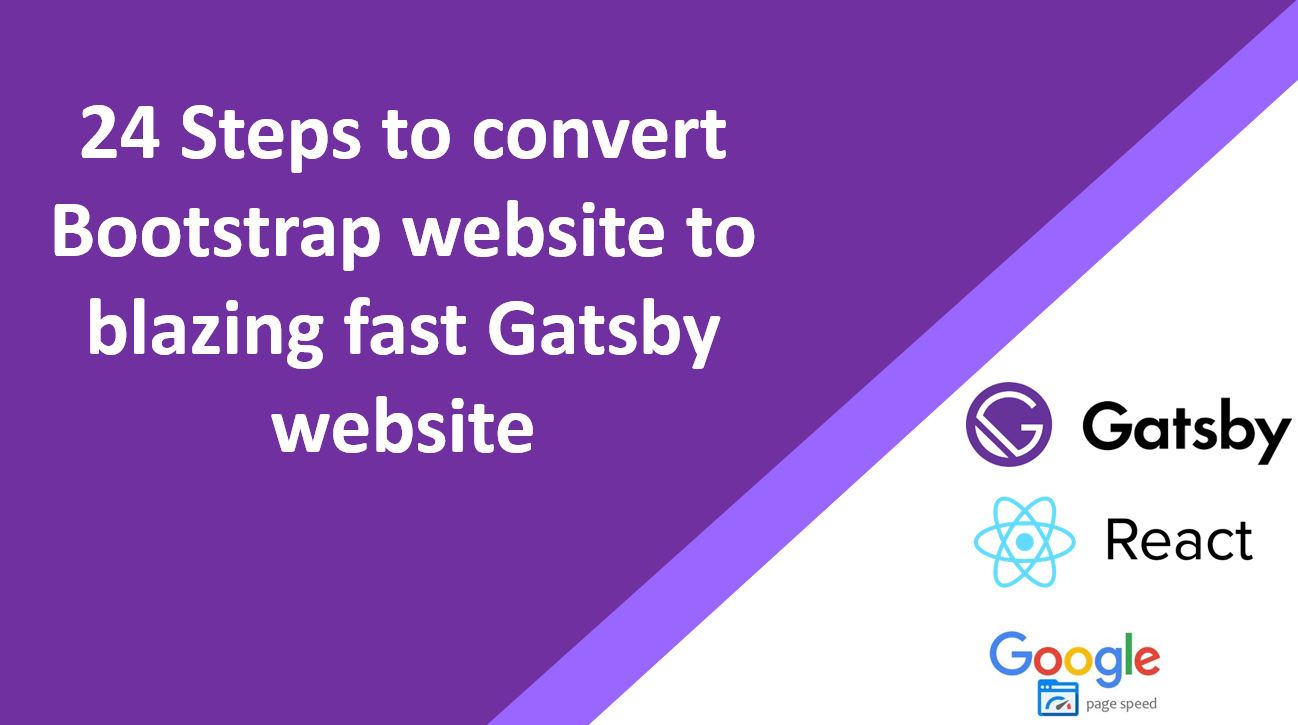 24 Steps to convert
Bootstrap website to
blazing fast Gatsby
website
Gatsby
React
Google
page speed